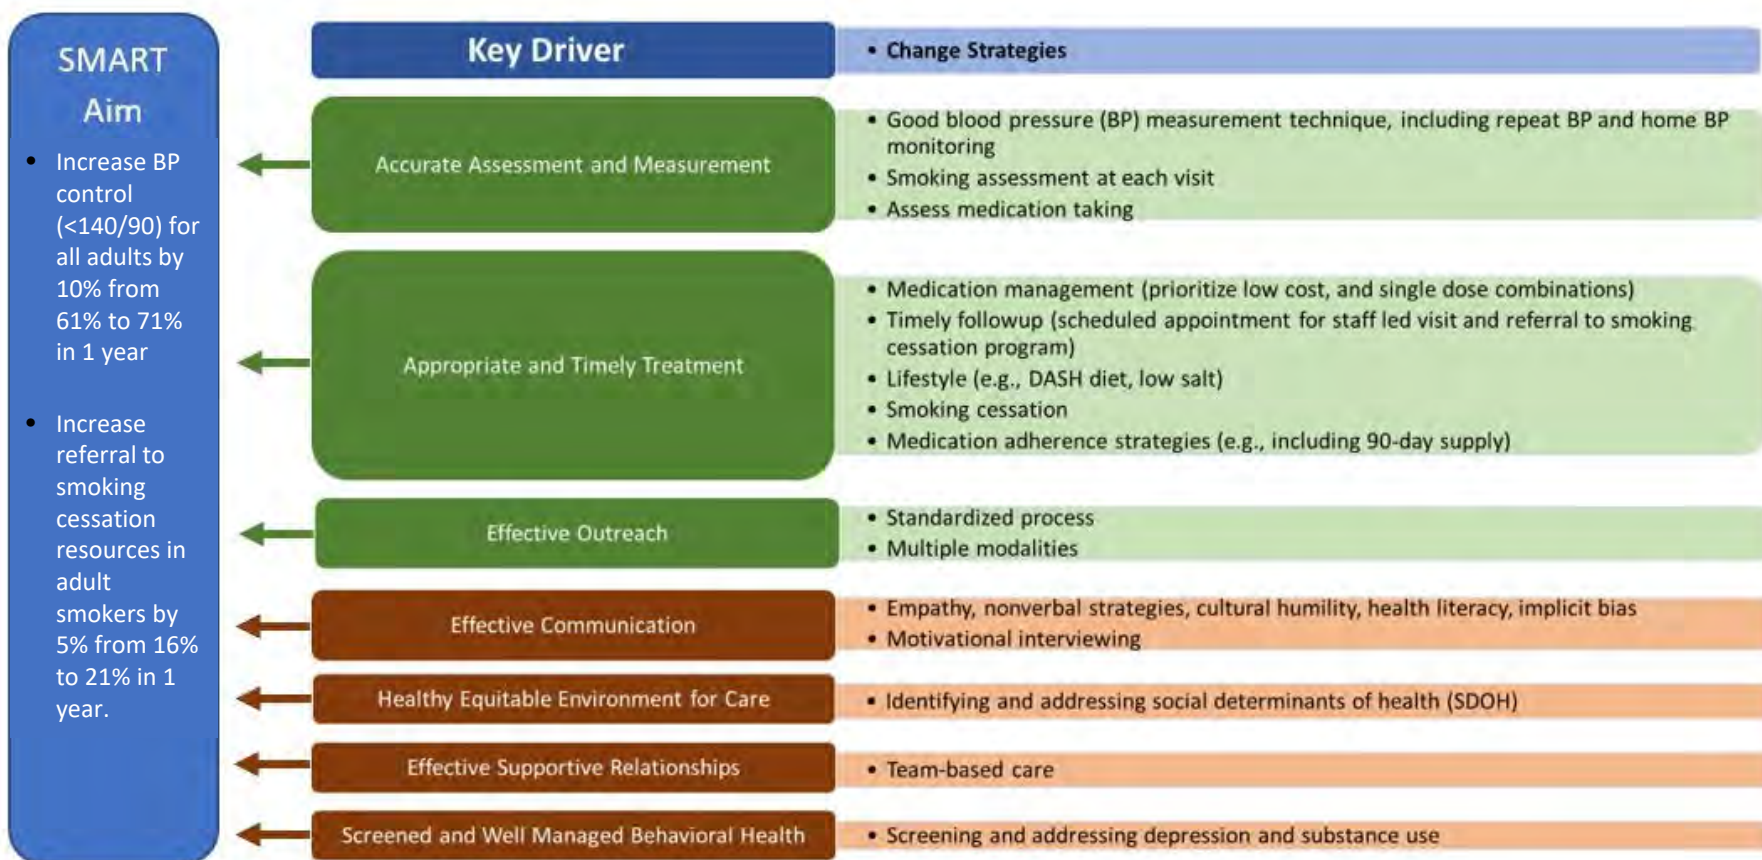 SMART
Aim
• Increase BP
control
(<140/90) for
all adults by
10% from
61% to 71%
in 1 year
• Increase
referral to
smoking
cessation
resources in
adult
smokers by
5% from 16%
to 21% in 1
year.
Key Driver
• Change Strategies
Accurate Assessment and Measurement
• Good blood pressure (BP) measurement technique, including repeat BP and home BP
monitoring
• Smoking assessment at each visit
• Assess medication taking
Appropriate and Timely Treatment
• Medication management (prioritize low cost, and single dose combinations)
• Timely followup (scheduled appointment for staff led visit and referral to smoking
cessation program)
• Lifestyle (e.g., DASH diet, low salt)
• Smoking cessation
• Medication adherence strategies (e.g., including 90-day supply)
Effective Outreach
• Standardized process
• Multiple modalities
Effective Communication
• Empathy, nonverbal strategies, cultural humility, health literacy, implicit bias
• Motivational interviewing
Healthy Equitable Environment for Care
• Identifying and addressing social determinants of health (SDOH)
Effective Supportive Relationships
• Team-based care
Screened and Well Managed Behavioral Health
• Screening and addressing depression and substance use